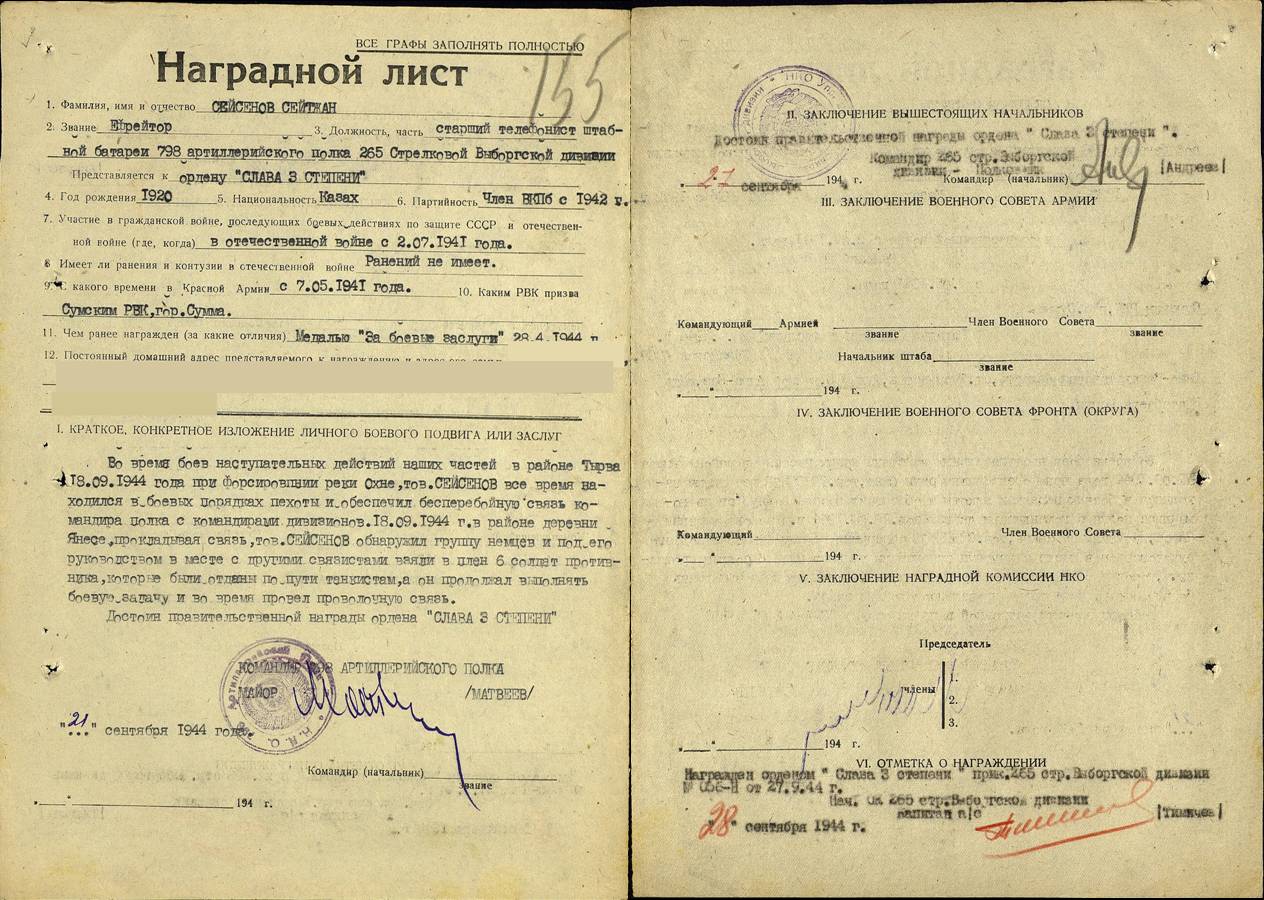 ВСЕ ГРАФЫ ЗАПОЛНЯТЬ ПОЛНОСТЬЮ
155
Наградной лист
1. Фамилия, имя и отчество СЕЙСЕНОВ СЕЙТЖАН
2. Звание Ефрейтор 3. Должность, часть старший телефонист штаб-
ной батареи 798 артиллерийского полка 265 Стрелковой Выборгской дивизии
Представляется к ордену "СЛАВА 3 СТЕПЕНИ"
4. Год рождения 1920 5. Национальность Казах 6. Партийность Член ВКПб с 1942 г.
7. Участие в гражданской войне, последующих боевых действиях по защите СССР и отечествен-
ной войне (где, когда) в отечественной войне с 2.07.1941 года.
8 Имеет ли ранения и контузии в отечественной войне Ранений не имеет.
9. С какого времени в Красной Армии с 7.05.1941 года. 10. Каким РВК призва
Сумским РВК, гор.Сумма.
11. Чем ранее награжден (за какие отличия) Медалью "За боевые заслуги" 28.4.1944 г
12. Постоянный домашний адрес представляемого к награждению и адрес его семьи
I. КРАТКОЕ, КОНКРЕТНОЕ ИЗЛОЖЕНИЕ ЛИЧНОГО БОЕВОГО ПОДВИГА ИЛИ ЗАСЛУГ
Во время боев наступательных действий наших частей в районе Тырва
18.09.1944 года при форсировщии реки Охне, тов.СЕЙСЕНОВ все время на-
ходился в боевых порядках пехоты и обеспечил бесперебойную связь ко-
мандира полка с командирами дивизионов. 18.09.1944 г.в районе деревни
Янесе, прокладывая связь, тов.СЕЙСЕНОВ обнаружил группу немцев и под его
руководством в месте с другими связистами взяли в плен 6 солдат против-
ника, которые были отданы по пути танкистам, а он продолжал выполнять
боевую задачу и во время провел проволочную связь.
Достоин правительственной награды ордена "СЛАВА 3 СТЕПЕНИ"
КОМАНДИР 798 АРТИЛЛЕРИЙСКОГО ПОЛКА
МАЙОР /МАТВЕЕВ/
"21" сентября 1944 года.
Командир (начальник)
звание
" " 194 г.
II. ЗАКЛЮЧЕНИЕ ВЫШЕСТОЯЩИХ НАЧАЛЬНИКОВ
Достоин правительственной награды ордена " Слава 3 степени ".
Командир 265 стр.Выборгской
дивизии - Полковник
" 27 сентября 194 г. Командир (начальник) |Андреев|
III. ЗАКЛЮЧЕНИЕ ВОЕННОГО СОВЕТА АРМИИ
Командующий Армией Член Военного Совета
звание звание
Начальник штаба
звание
" " 194 г.
IV. ЗАКЛЮЧЕНИЕ ВОЕННОГО СОВЕТА ФРОНТА (ОКРУГА)
Командующий Член Военного Совета
" " 194 г.
V. ЗАКЛЮЧЕНИЕ НАГРАДНОЙ КОМИССИИ НКО
Председатель
члены
1.
2.
3.
" " 194 г.
VI. ОТМЕТКА О НАГРАЖДЕНИИ
Награжден орденом " Слава 3 степени " прик.265 стр.Выборгской дивизии
№ 056-Н от 27.9.44 г.
Нач. 265 стр.Выборгской дивизии
капитан а/с
"28" сентября 1944 г.